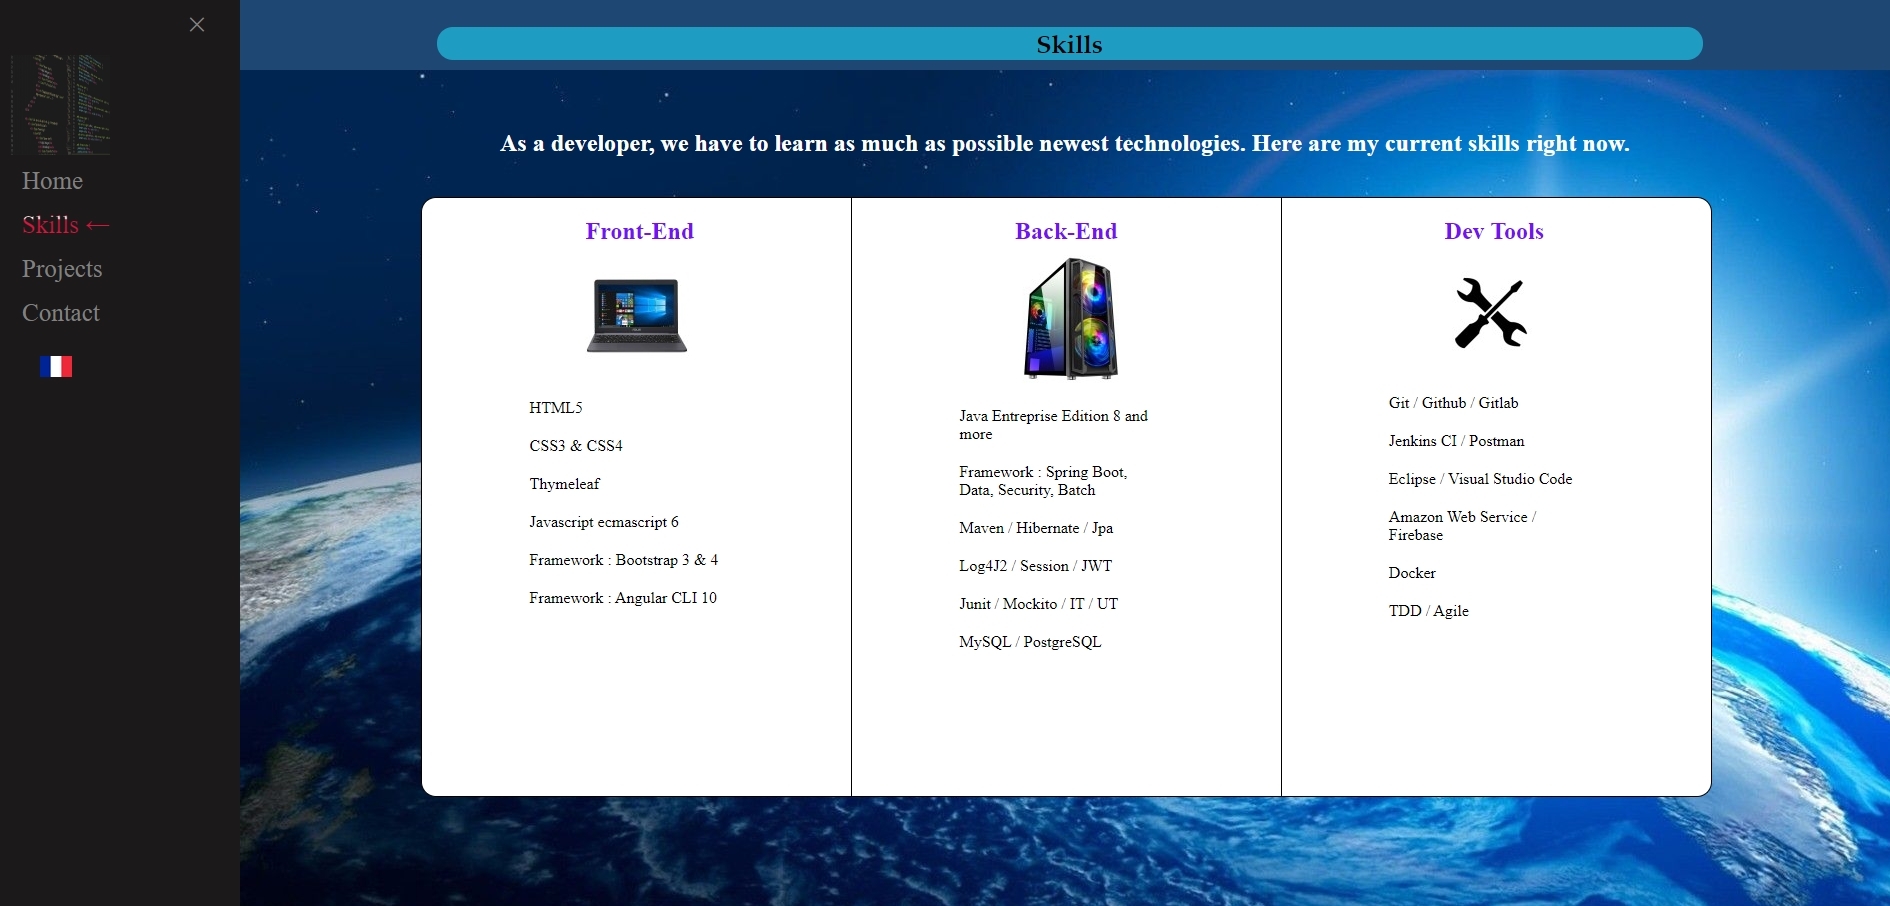 Skills
Home
Skills ←
Projects
Contact
As a developer, we have to learn as much as possible newest technologies. Here are my current skills right now.
Front-End
HTML5
CSS3 & CSS4
Thymeleaf
Javascript ecmascript 6
Framework : Bootstrap 3 & 4
Framework : Angular CLI 10
Back-End
Java Entreprise Edition 8 and
more
Framework : Spring Boot,
Data, Security, Batch
Maven / Hibernate / Jpa
Log4J2 / Session / JWT
Junit / Mockito / IT / UT
MySQL / PostgreSQL
Dev Tools
Git / Github / Gitlab
Jenkins CI / Postman
Eclipse / Visual Studio Code
Amazon Web Service /
Firebase
Docker
TDD / Agile